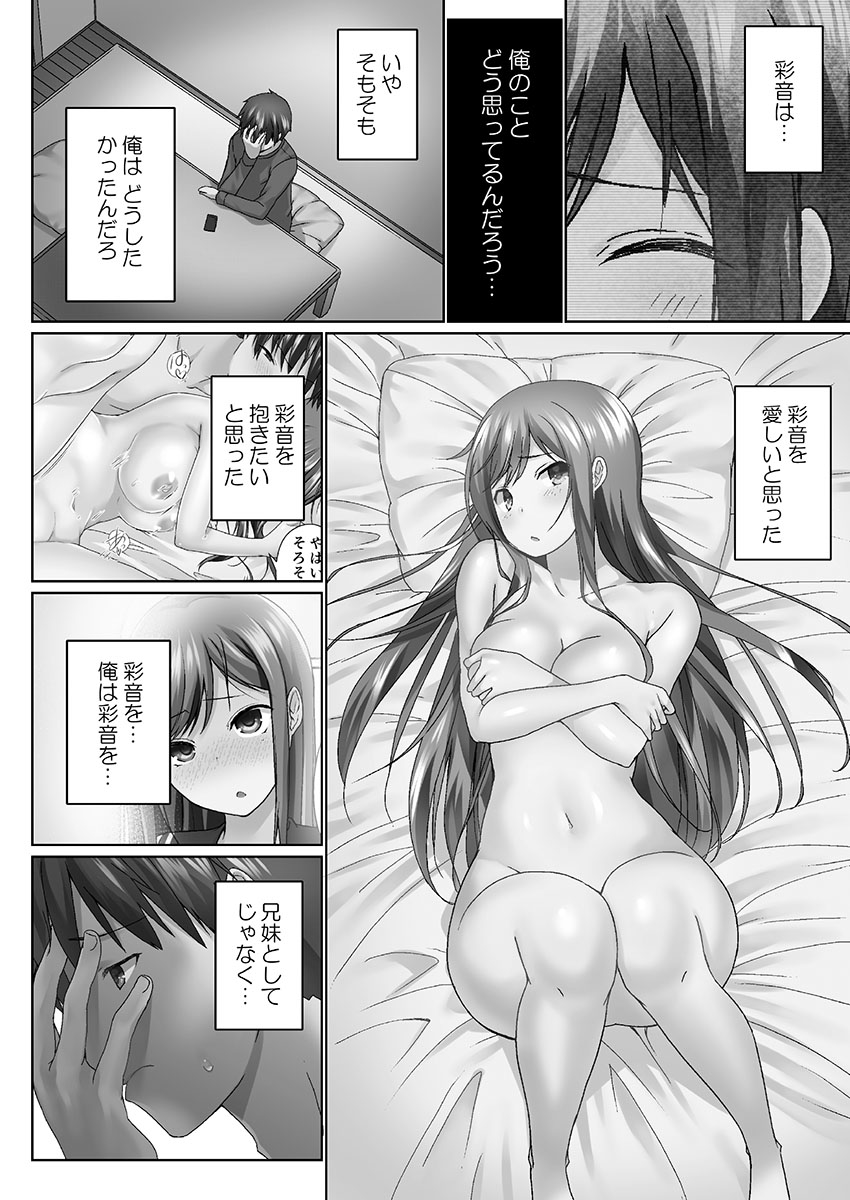 彩音は…
俺のこと
どう思ってるんだろう…
いや
そもそも
俺は どうした
かったんだろ
彩音を
愛しいと思った
彩音を
抱きたい
と思った
やはい
そろそ
彩音を…
俺は彩音を…
兄妹として
じゃなく…